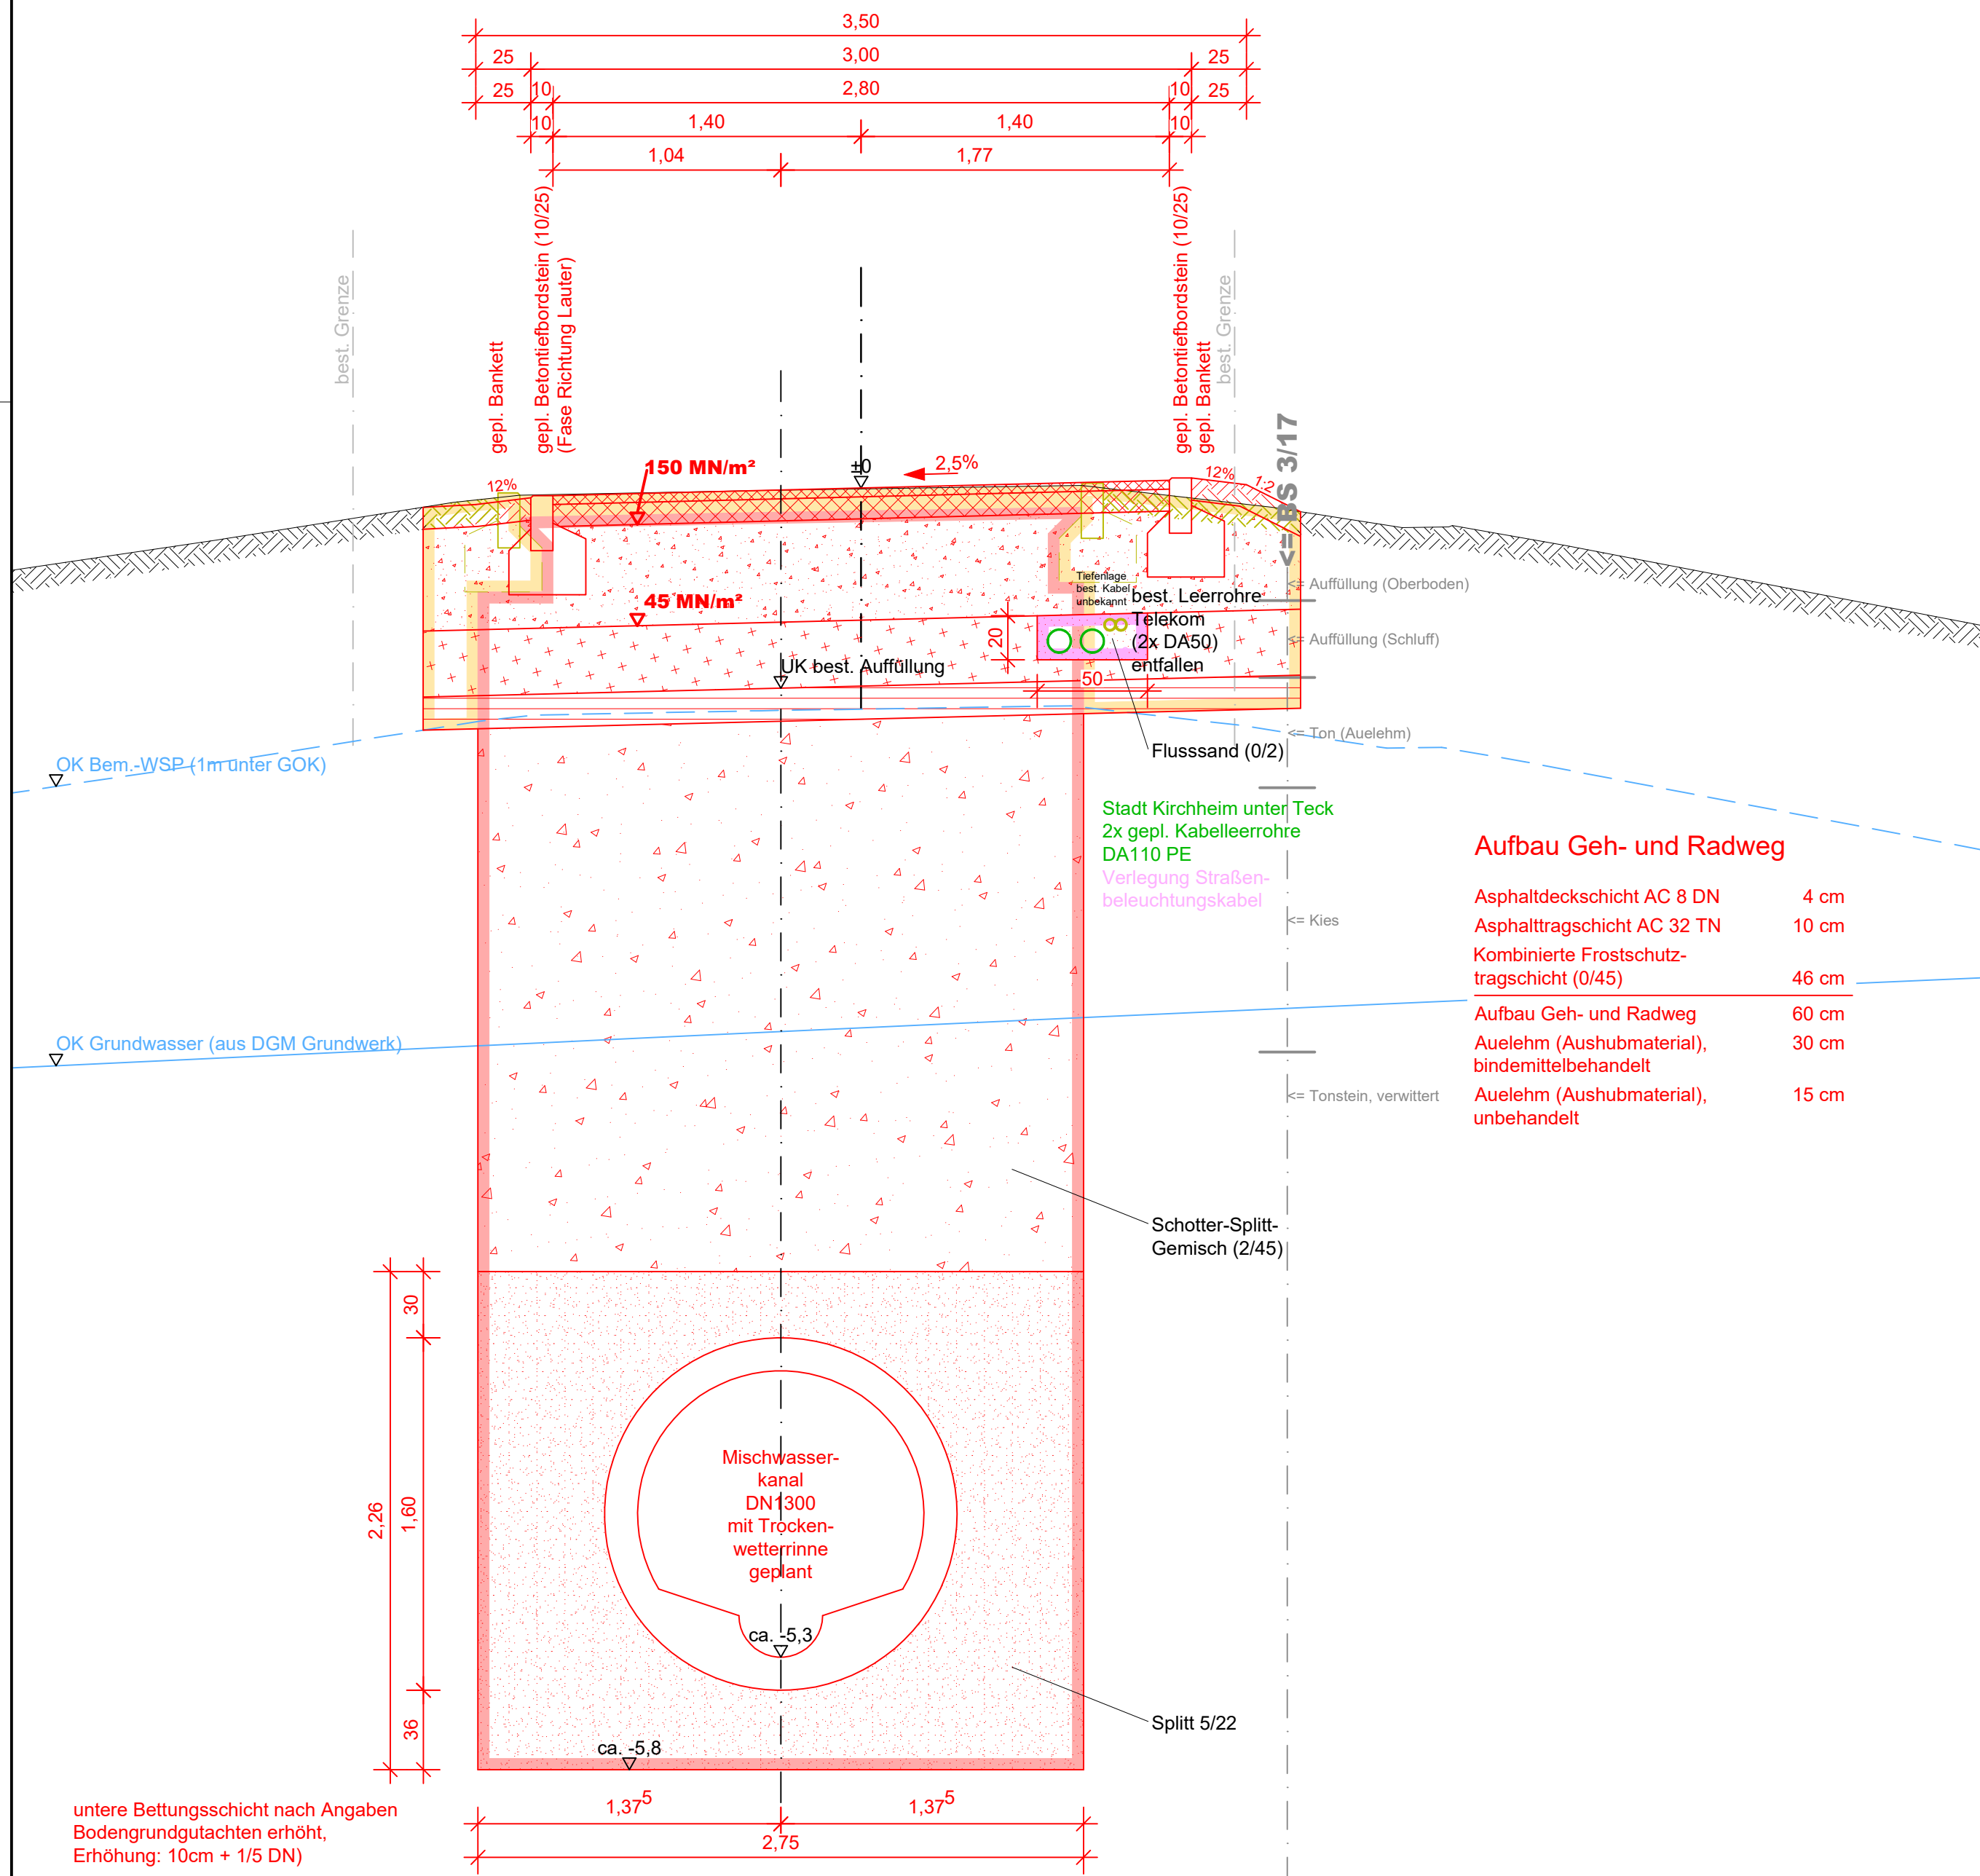 3,50
25
3,00
25
25
10
2,80
10
25
10
1,40
1,40
10
1,04
1,77
best. Grenze
gepl. Bankett
gepl. Betontiefbordstein (10/25)
(Fase Richtung Lauter)
gepl. Betontiefbordstein (10/25)
gepl. Bankett
best. Grenze
<= BS 3/17
150 MN/m²
±0
2,5%
12%
12%
1:2
45 MN/m²
Tiefenlage
best. Kabel
unbekannt
best. Leerrohre
Telekom
(2x DA50)
entfallen
20
50
UK best. Auffüllung
<= Auffüllung (Oberboden)
<= Auffüllung (Schluff)
<= Ton (Auelehm)
Flusssand (0/2)
OK Bem.-WSP (1m unter GOK)
Stadt Kirchheim unter Teck
2x gepl. Kabelleerrohre
DA110 PE
Verlegung Straßen-
beleuchtungskabel
<= Kies
Aufbau Geh- und Radweg
Asphaltdeckschicht AC 8 DN 4 cm
Asphalttragschicht AC 32 TN 10 cm
Kombinierte Frostschutz-
tragschicht (0/45) 46 cm
Aufbau Geh- und Radweg 60 cm
Auelehm (Aushubmaterial), 30 cm
bindemittelbehandelt
Auelehm (Aushubmaterial), 15 cm
unbehandelt
OK Grundwasser (aus DGM Grundwerk)
<= Tonstein, verwittert
Schotter-Splitt-
Gemisch (2/45)
30
1,60
2,26
36
Mischwasser-
kanal
DN1300
mit Trocken-
wetterrinne
geplant
ca. -5,3
Splitt 5/22
ca. -5,8
1,37⁵
1,37⁵
2,75
untere Bettungsschicht nach Angaben
Bodengrundgutachten erhöht,
Erhöhung: 10cm + 1/5 DN)